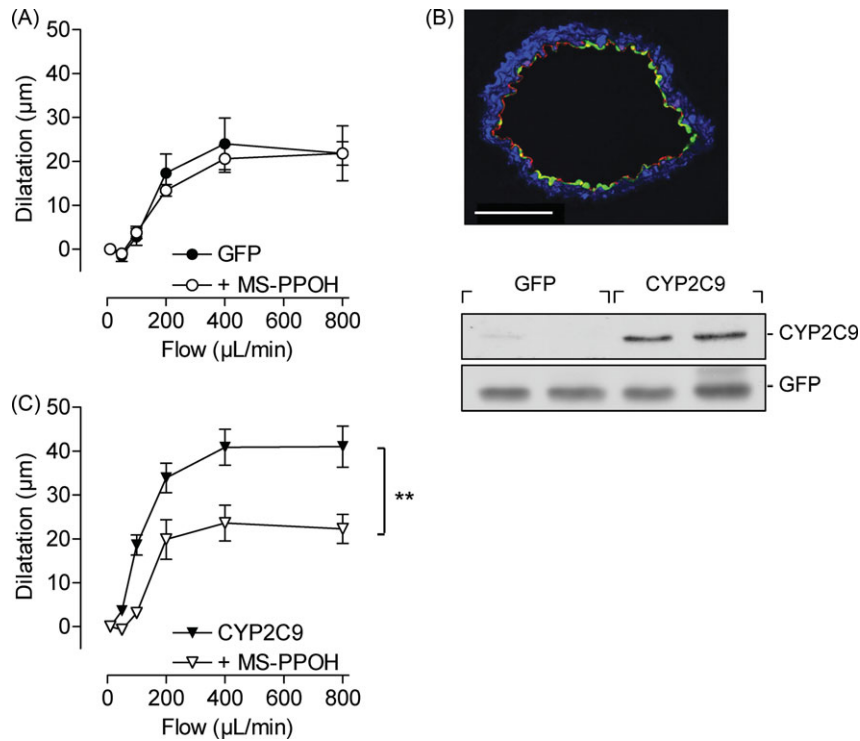 (A)
50
40
30
20
10
0
Dilatation (µm)
GFP
+ MS-PPOH
0 200 400 600 800
Flow (µL/min)
(B)
GFP CYP2C9
CYP2C9
GFP
(C)
50
40
30
20
10
0
Dilatation (µm)
**
CYP2C9
+ MS-PPOH
0 200 400 600 800
Flow (µL/min)